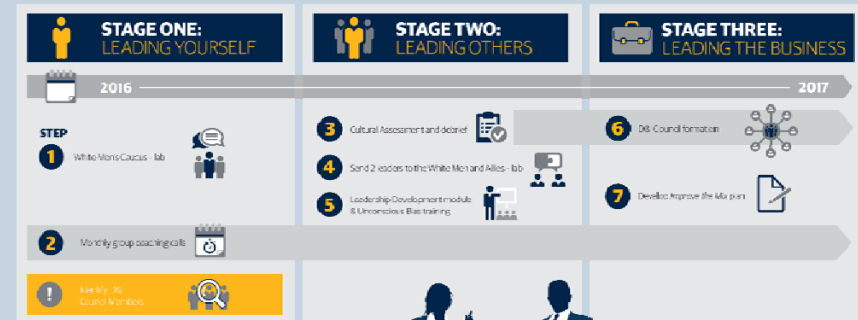 STAGE ONE:
LEADING YOURSELF
STAGE TWO:
LEADING OTHERS
STAGE THREE:
LEADING THE BUSINESS
2016
2017
STEP
1 White Mens Caucus - lab
2 Monthly group coaching calls
! Identify
Council Members
3 Cultural Assessment and debrief
4 Send 2 leaders to the White Men and Allies - lab
5 Leadership Development module
& Unconscious Bias training
6 Council formation
7 Develop Improve the Mix plan